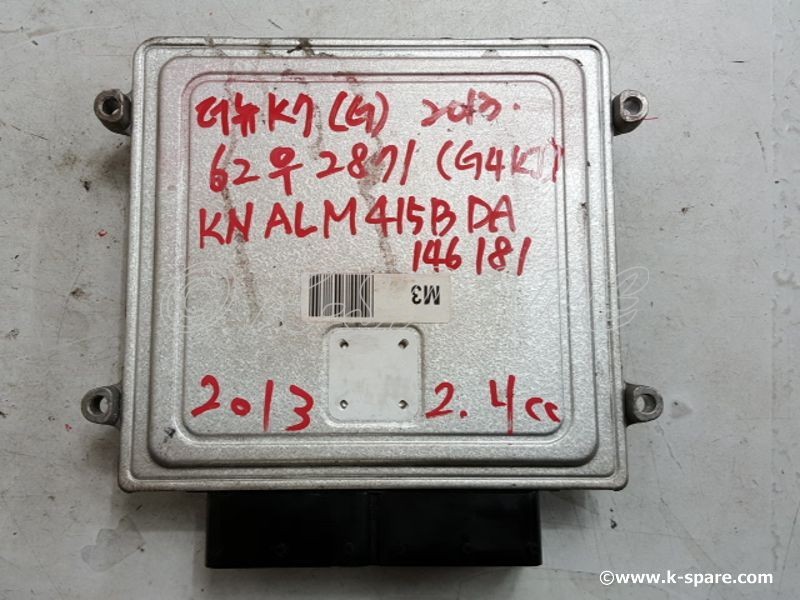 더뉴K7 (G) 2013.
62우2871 (G4KJ)
KNALM415BDA
146181
M3
2013 2.4cc
©www.k-spare.com